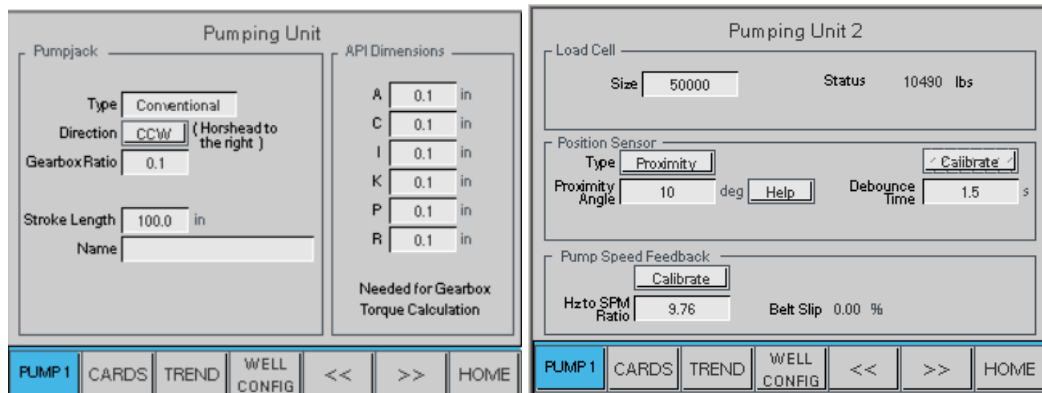 Pumping Unit
Pumpjack
Type Conventional
Direction CCW (Horshead to
the right )
Gearbox Ratio 0.1
Stroke Length 100.0 in
Name
API Dimensions
A 0.1 in
C 0.1 in
I 0.1 in
K 0.1 in
P 0.1 in
R 0.1 in
Needed for Gearbox
Torque Calculation
PUMP 1 CARDS TREND WELL CONFIG << >> HOME
Pumping Unit 2
Load Cell
Size 50000 Status 10490 lbs
Position Sensor
Type Proximity Calibrate
Proximity Angle 10 deg Help Debounce Time 1.5 s
Pump Speed Feedback
Calibrate
Hz to SPM Ratio 9.76 Belt Slip 0.00 %
PUMP 1 CARDS TREND WELL CONFIG << >> HOME